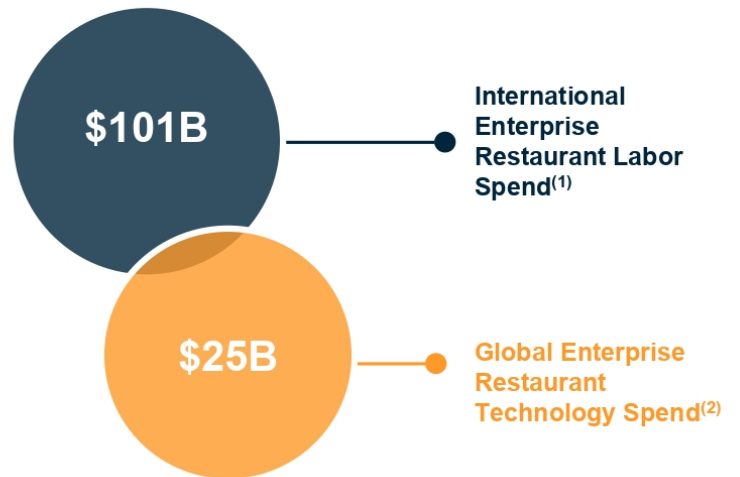 $101B
International
Enterprise
Restaurant Labor
Spend(1)
$25B
Global Enterprise
Restaurant
Technology Spend(2)